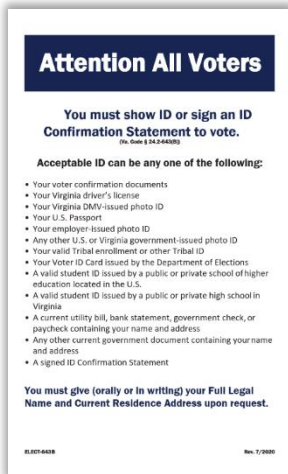 Attention All Voters
You must show ID or sign an ID
Confirmation Statement to vote.
(Va. Code § 24.2-643(B))
Acceptable ID can be any one of the following:
• Your voter confirmation documents
• Your Virginia driver's license
• Your Virginia DMV-issued photo ID
• Your U.S. Passport
• Your employer-issued photo ID
• Any other U.S. or Virginia government-issued photo ID
• Your valid Tribal enrollment or other Tribal ID
• Your Voter ID Card issued by the Department of Elections
• A valid student ID issued by a public or private school of higher
education located in the U.S.
• A valid student ID issued by a public or private high school in
Virginia
• A current utility bill, bank statement, government check, or
paycheck containing your name and address
• Any other current government document containing your name
and address
• A signed ID Confirmation Statement
You must give (orally or in writing) your Full Legal
Name and Current Residence Address upon request.
ELECT-643B Rev. 7/2020